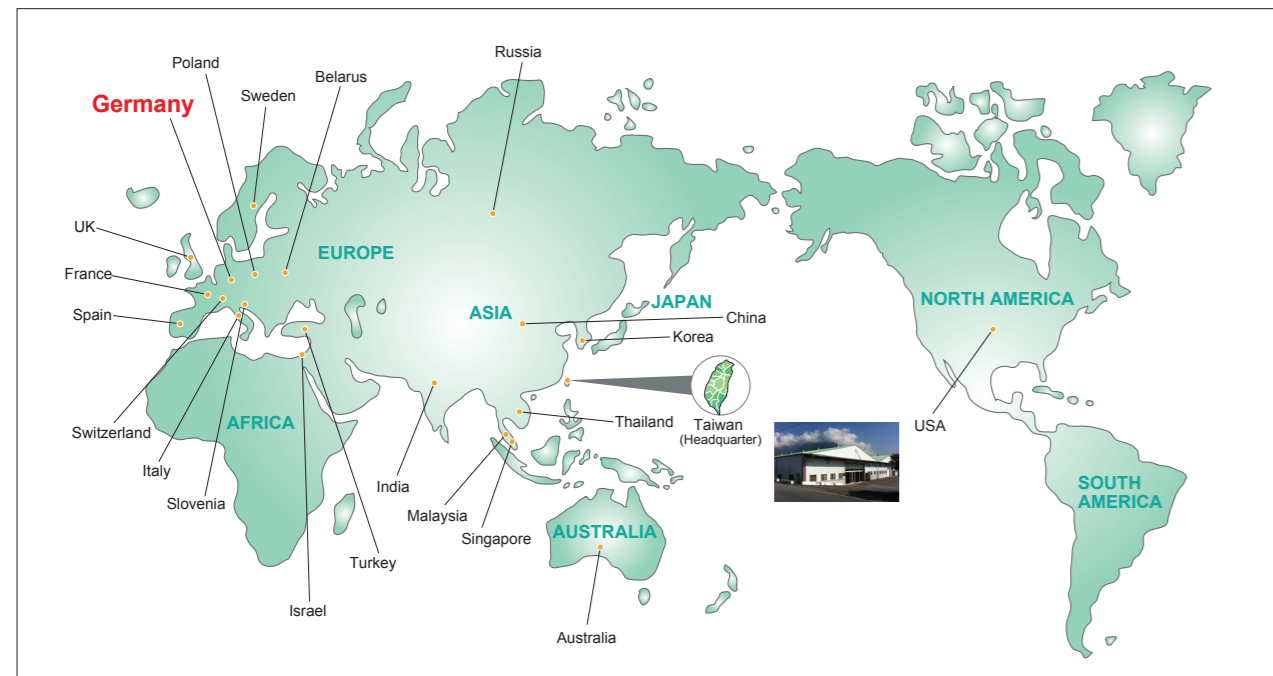 Russia
Poland
Belarus
Sweden
Germany
UK
EUROPE
France
Spain
ASIA
JAPAN
China
Korea
NORTH AMERICA
Switzerland
AFRICA
Italy
Slovenia
India
Malaysia
Singapore
Thailand
Taiwan
(Headquarter)
USA
SOUTH
AMERICA
AUSTRALIA
Turkey
Israel
Australia